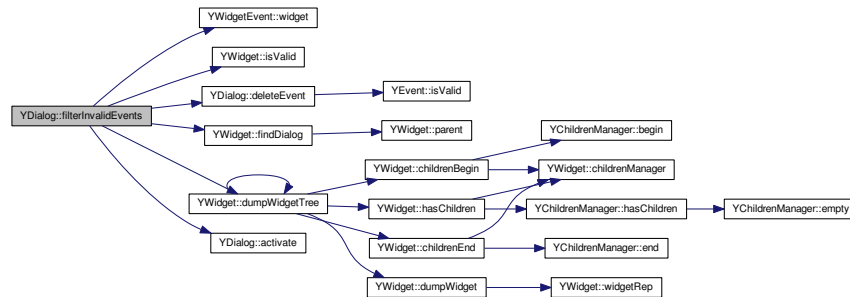 YWidgetEvent::widget
YWidget::isValid
YDialog::deleteEvent
YEvent::isValid
YDialog::filterInvalidEvents
YWidget::findDialog
YWidget::parent
YChildrenManager::begin
YWidget::childrenBegin
YWidget::childrenManager
YWidget::dumpWidgetTree
YWidget::hasChildren
YChildrenManager::hasChildren
YChildrenManager::empty
YDialog::activate
YWidget::childrenEnd
YChildrenManager::end
YWidget::dumpWidget
YWidget::widgetRep